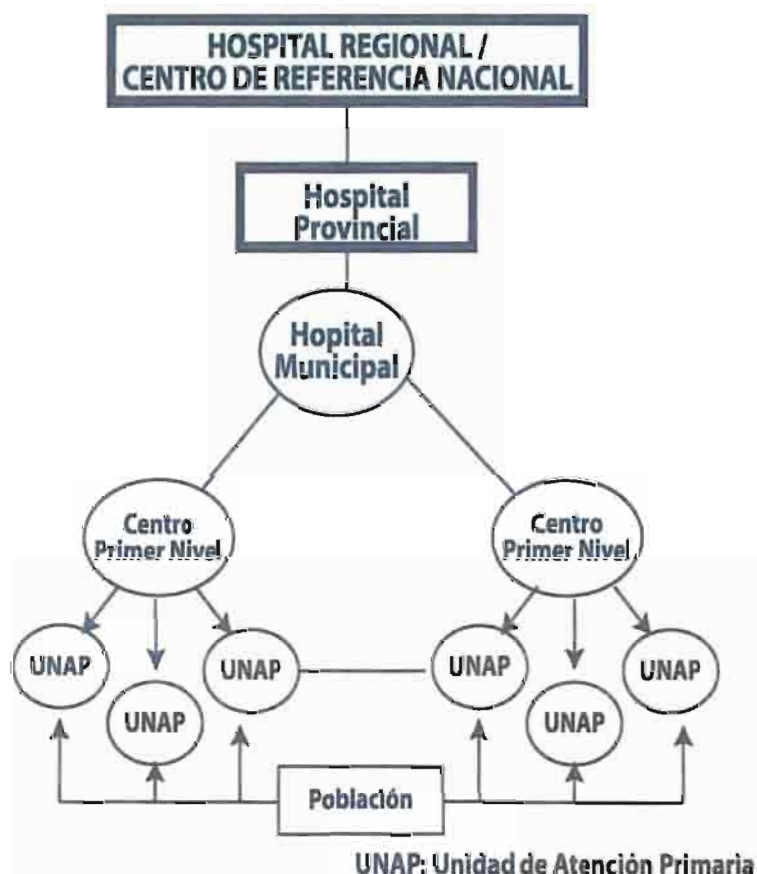 HOSPITAL REGIONAL /
CENTRO DE REFERENCIA NACIONAL
Hospital
Provincial
Hopital
Municipal
Centro
Primer Nivel
Centro
Primer Nivel
UNAP
UNAP
UNAP
UNAP
UNAP
UNAP
Población
UNAP: Unidad de Atención Primaria